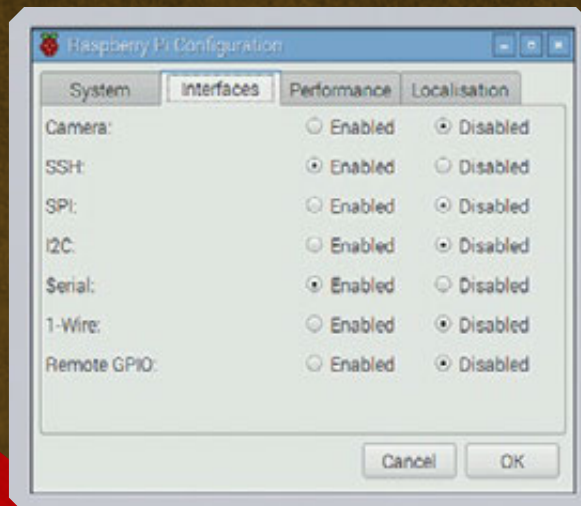 Raspberry Pi Configuration
System Interfaces Performance Localisation
Camera: Enabled Disabled
SSH: Enabled Disabled
SPI: Enabled Disabled
I2C: Enabled Disabled
Serial: Enabled Disabled
1-Wire: Enabled Disabled
Remote GPIO: Enabled Disabled
Cancel OK